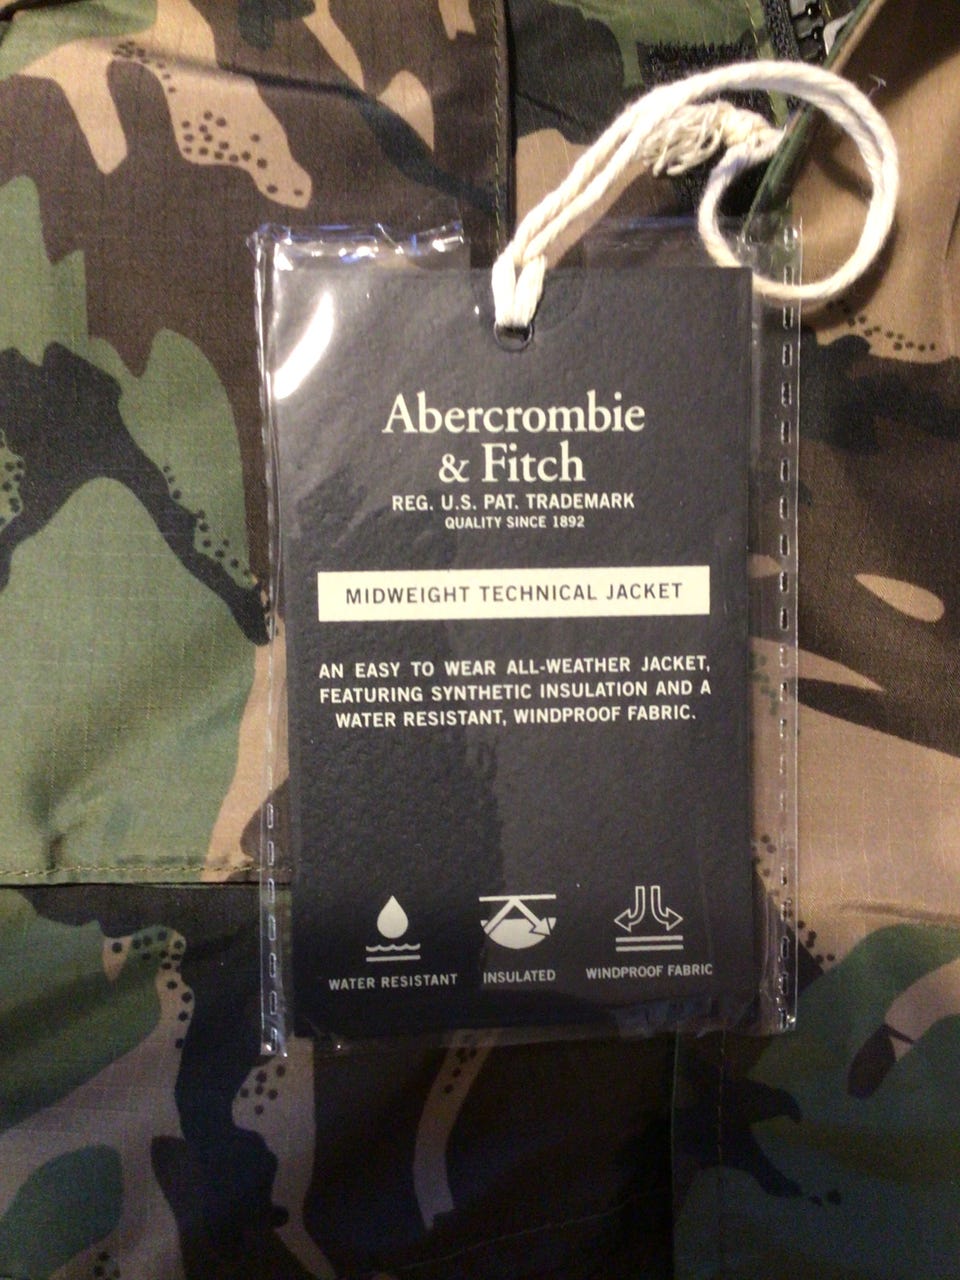 Abercrombie
& Fitch
REG. U.S. PAT. TRADEMARK
QUALITY SINCE 1892
MIDWEIGHT TECHNICAL JACKET
AN EASY TO WEAR ALL-WEATHER JACKET,
FEATURING SYNTHETIC INSULATION AND A
WATER RESISTANT, WINDPROOF FABRIC.
WATER RESISTANT INSULATED WINDPROOF FABRIC